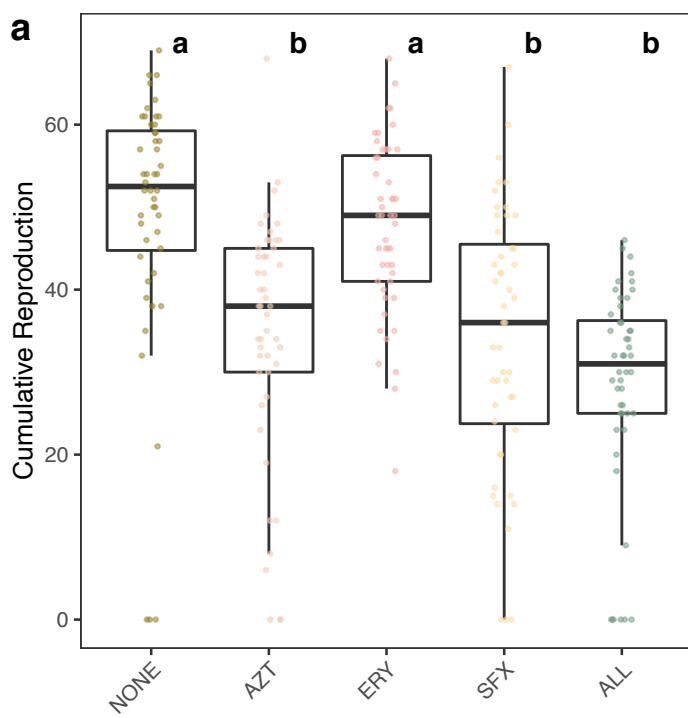 a
a b a b b
Cumulative Reproduction
60
40
20
0
NONE AZT ERY SFX ALL